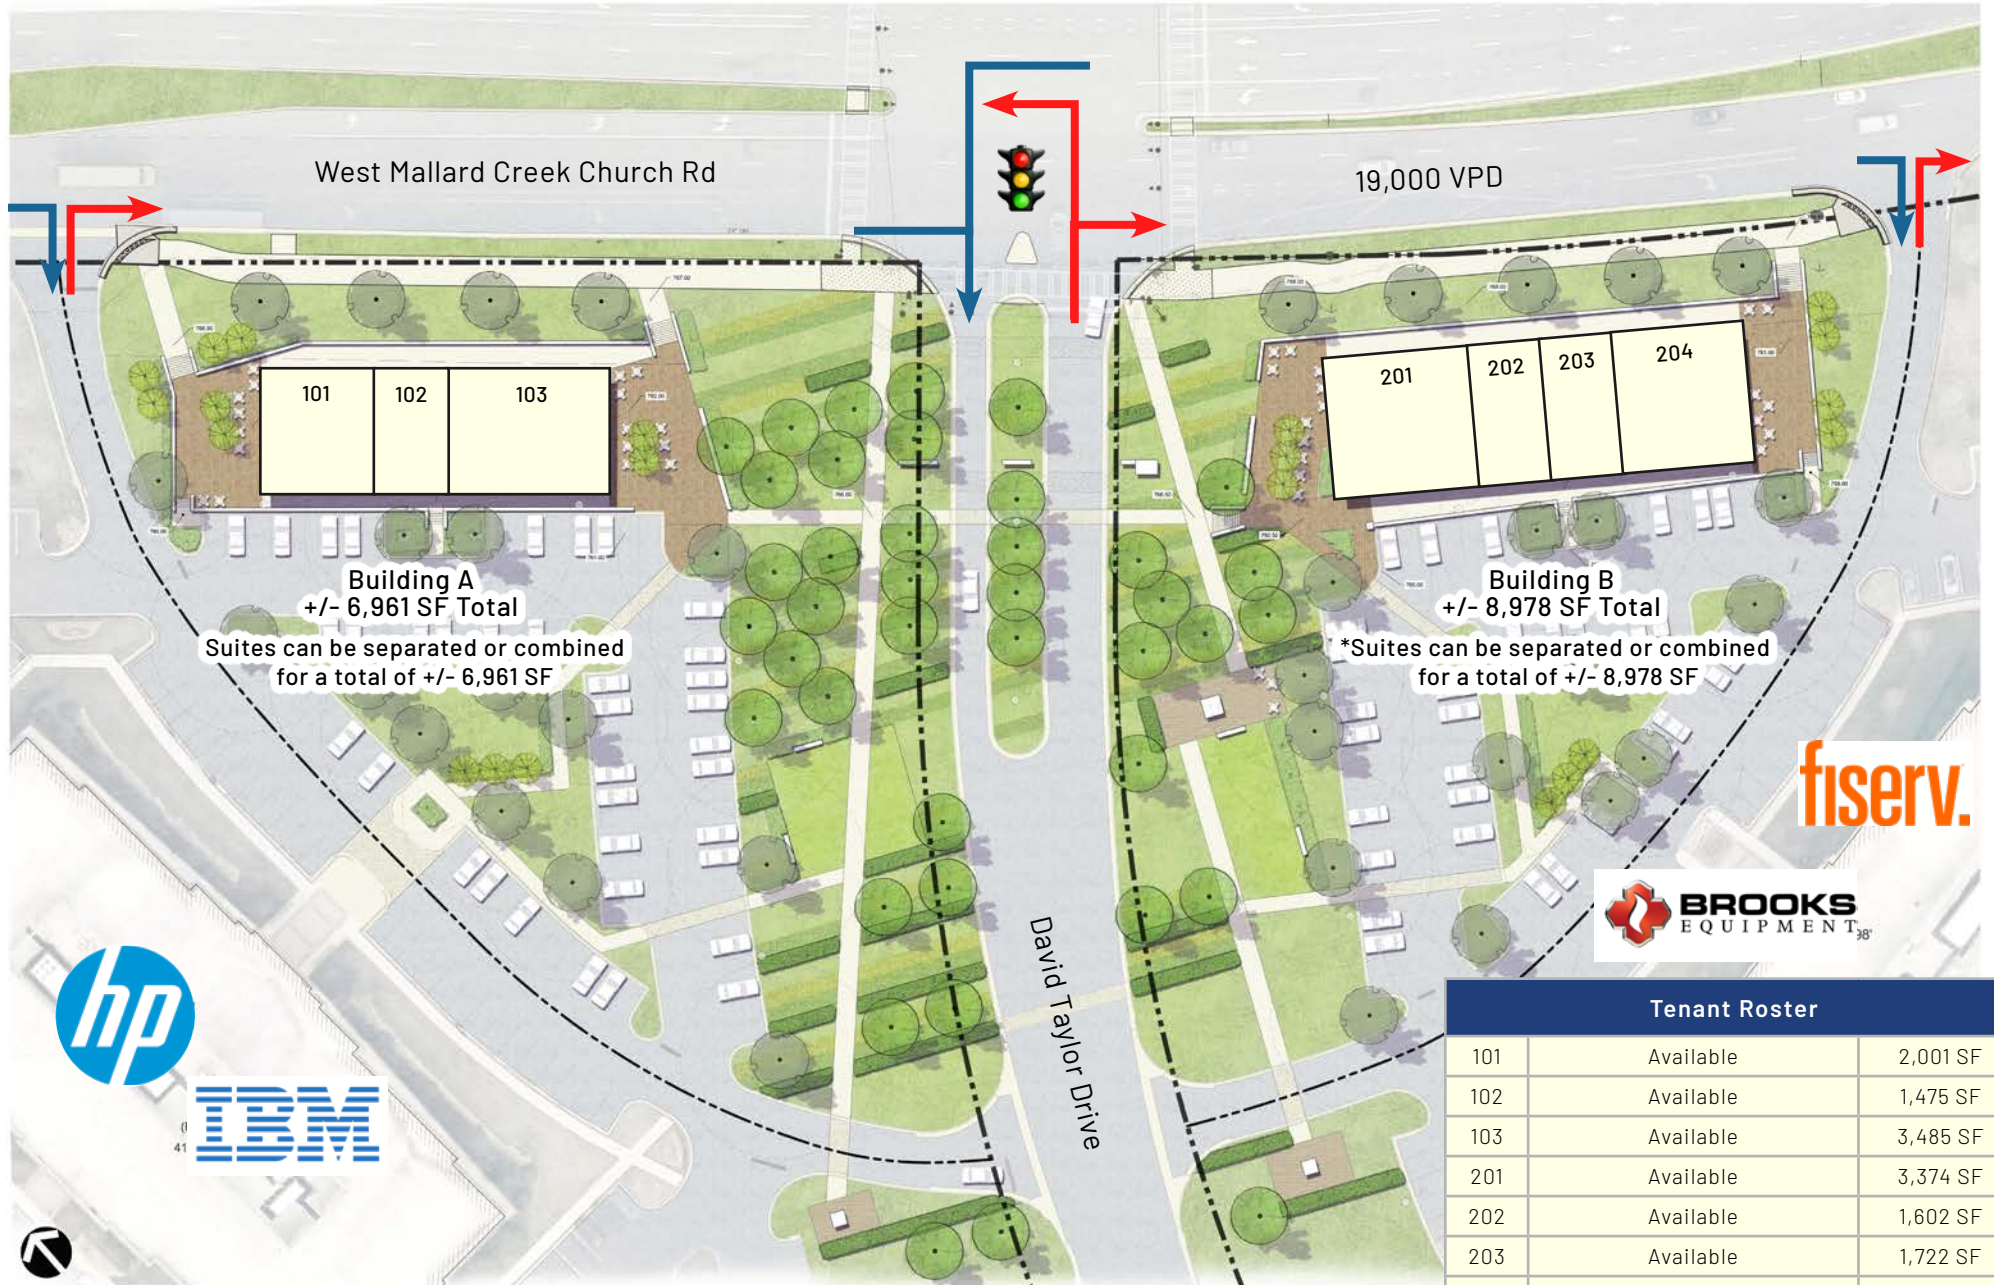 West Mallard Creek Church Rd
19,000 VPD
101
102
103
201
202
203
204
Building A
+/- 6,961 SF Total
Suites can be separated or combined
for a total of +/- 6,961 SF
Building B
+/- 8,978 SF Total
*Suites can be separated or combined
for a total of +/- 8,978 SF
fiserv.
BROOKS
EQUIPMENT
98'
hp
IBM
41
David Taylor Drive
Tenant Roster
101 Available 2,001 SF
102 Available 1,475 SF
103 Available 3,485 SF
201 Available 3,374 SF
202 Available 1,602 SF
203 Available 1,722 SF